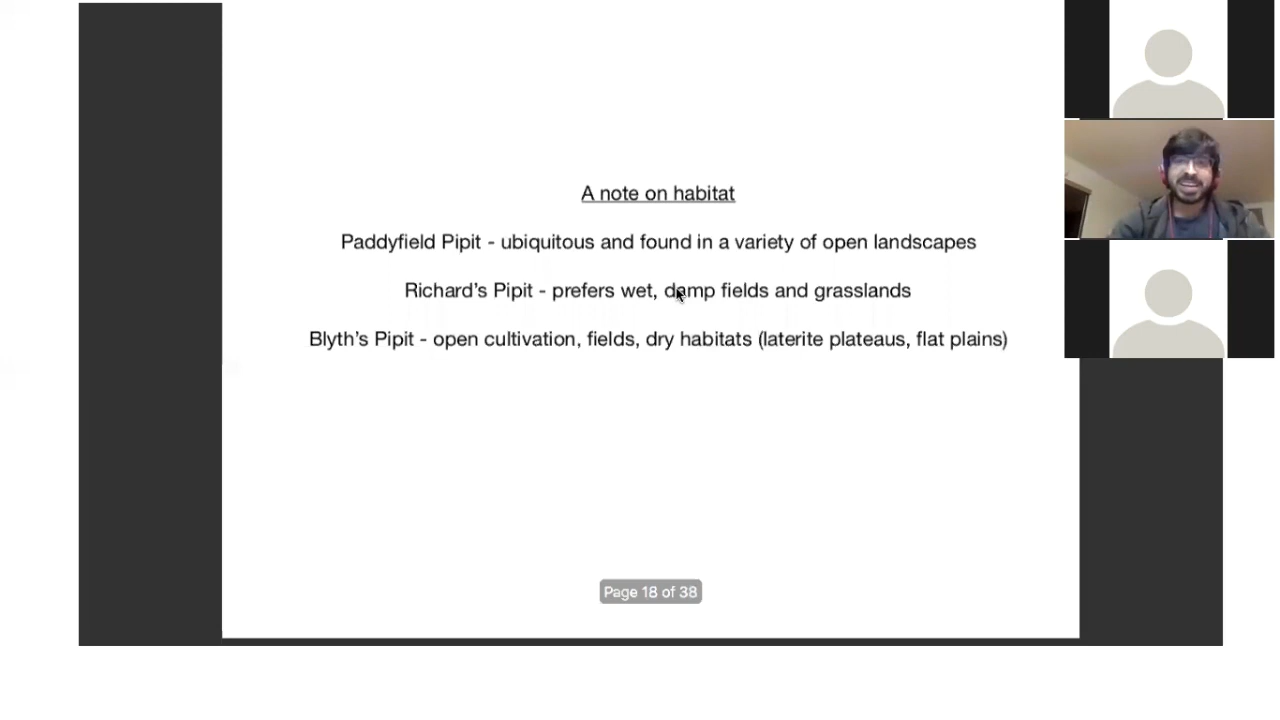 A note on habitat
Paddyfield Pipit - ubiquitous and found in a variety of open landscapes
Richard’s Pipit - prefers wet, damp fields and grasslands
Blyth’s Pipit - open cultivation, fields, dry habitats (laterite plateaus, flat plains)
Page 18 of 38